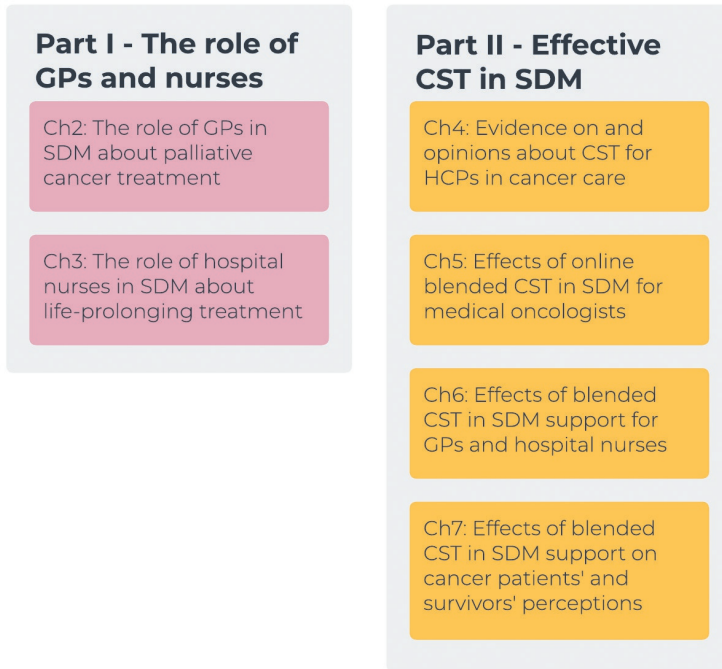 Part I - The role of
GPs and nurses
Ch2: The role of GPs in
SDM about palliative
cancer treatment
Ch3: The role of hospital
nurses in SDM about
life-prolonging treatment
Part II - Effective
CST in SDM
Ch4: Evidence on and
opinions about CST for
HCPs in cancer care
Ch5: Effects of online
blended CST in SDM for
medical oncologists
Ch6: Effects of blended
CST in SDM support for
GPs and hospital nurses
Ch7: Effects of blended
CST in SDM support on
cancer patients' and
survivors' perceptions